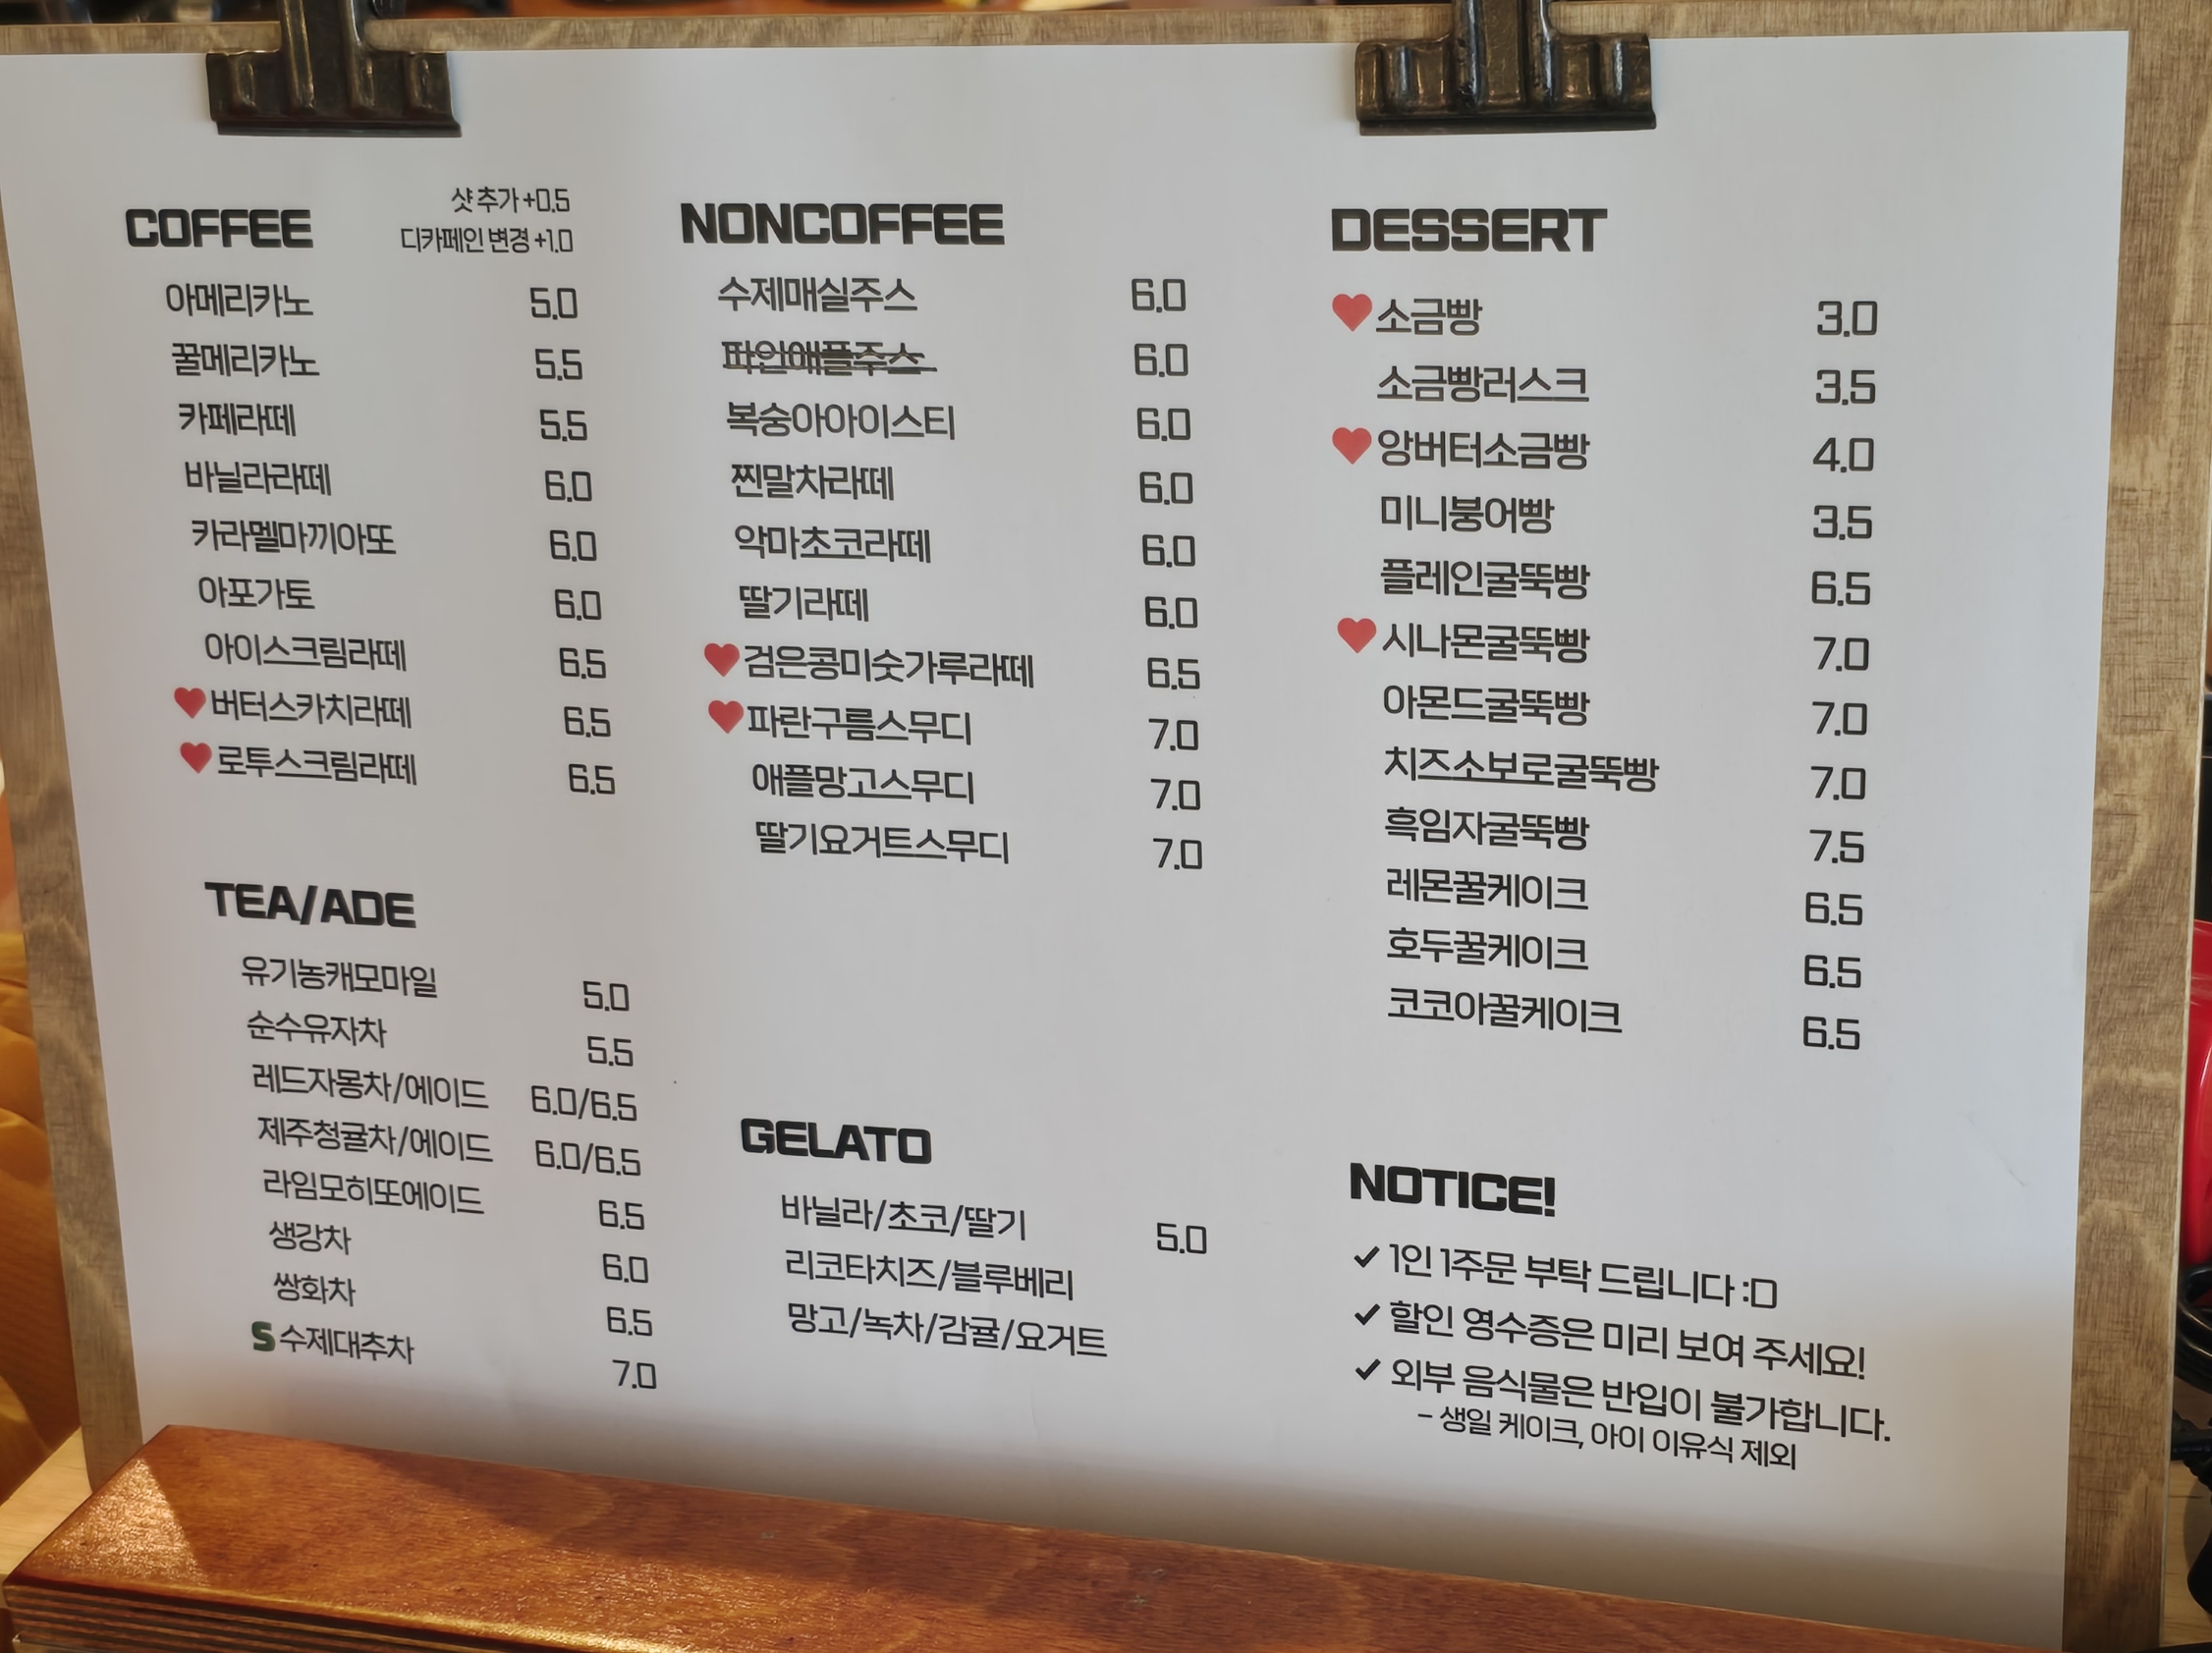 COFFEE
샷 추가 +0.5
디카페인 변경 +1.0
아메리카노 5.0
꿀메리카노 5.5
카페라떼 5.5
바닐라라떼 6.0
카라멜마끼아또 6.0
아포가토 6.0
아이스크림라떼 6.5
♥버터스카치라떼 6.5
♥로투스크림라떼 6.5
TEA/ADE
유기농캐모마일 5.0
순수유자차 5.5
레드자몽차/에이드 6.0/6.5
제주청귤차/에이드 6.0/6.5
라임모히또에이드 6.5
생강차 6.0
쌍화차 6.5
S 수제대추차 7.0
NONCOFFEE
수제매실주스 6.0
파인애플주스 6.0
복숭아아이스티 6.0
찐말차라떼 6.0
악마초코라떼 6.0
딸기라떼 6.0
♥검은콩미숫가루라떼 6.5
♥파란구름스무디 7.0
애플망고스무디 7.0
딸기요거트스무디 7.0
GELATO
바닐라/초코/딸기 5.0
리코타치즈/블루베리
망고/녹차/감귤/요거트
DESSERT
♥소금빵 3.0
소금빵러스크 3.5
♥앙버터소금빵 4.0
미니붕어빵 3.5
플레인굴뚝빵 6.5
♥시나몬굴뚝빵 7.0
아몬드굴뚝빵 7.0
치즈소보로굴뚝빵 7.0
흑임자굴뚝빵 7.5
레몬꿀케이크 6.5
호두꿀케이크 6.5
코코아꿀케이크 6.5
NOTICE!
✓ 1인 1주문 부탁 드립니다 :D
✓ 할인 영수증은 미리 보여 주세요!
✓ 외부 음식물은 반입이 불가합니다.
- 생일 케이크, 아이 이유식 제외